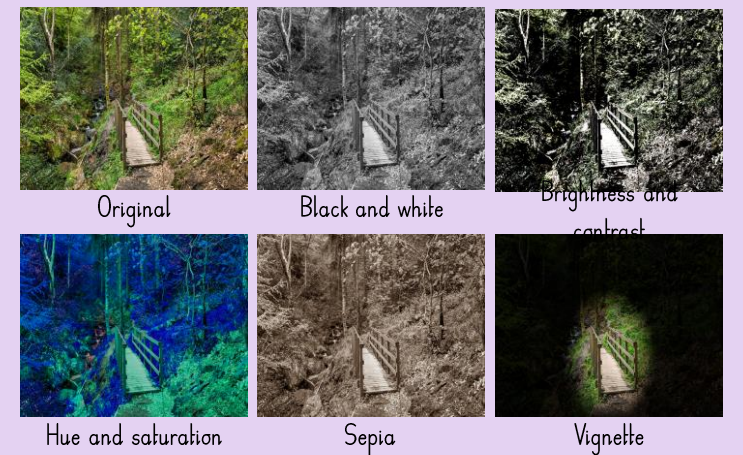 Original
Black and white
Brightness and
contrast
Hue and saturation
Sepia
Vignette